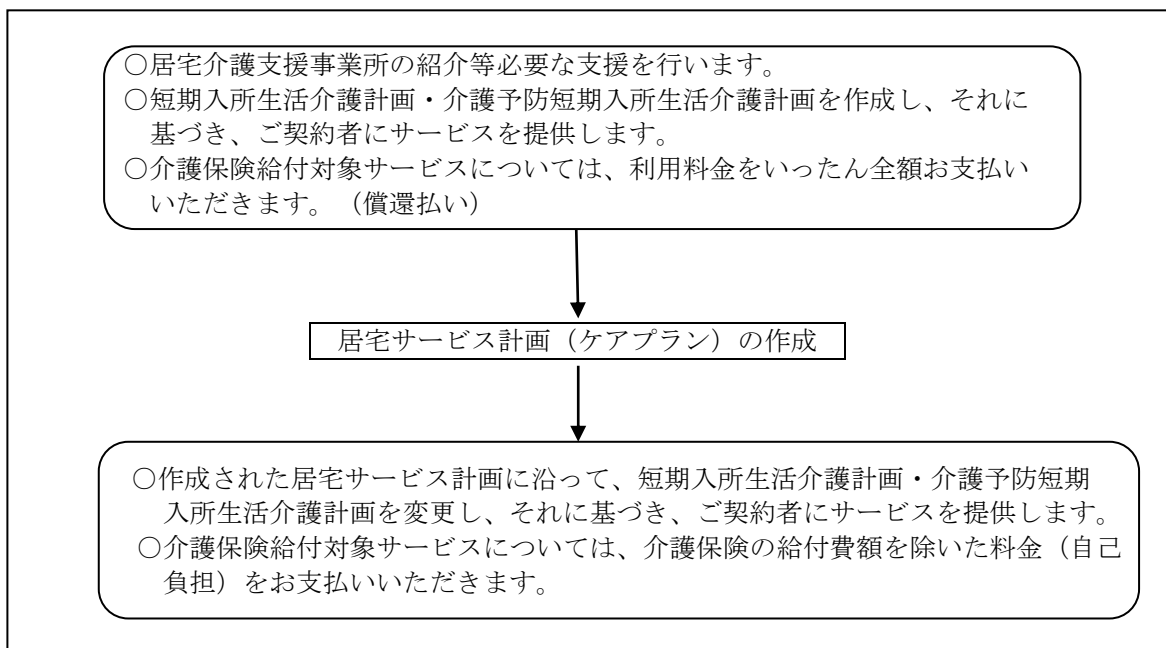 ○居宅介護支援事業所の紹介等必要な支援を行います。
○短期入所生活介護計画・介護予防短期入所生活介護計画を作成し、それに
基づき、ご契約者にサービスを提供します。
○介護保険給付対象サービスについては、利用料金をいったん全額お支払い
いただきます。（償還払い）
居宅サービス計画（ケアプラン）の作成
○作成された居宅サービス計画に沿って、短期入所生活介護計画・介護予防短期
入所生活介護計画を変更し、それに基づき、ご契約者にサービスを提供します。
○介護保険給付対象サービスについては、介護保険の給付費額を除いた料金（自己
負担）をお支払いいただきます。